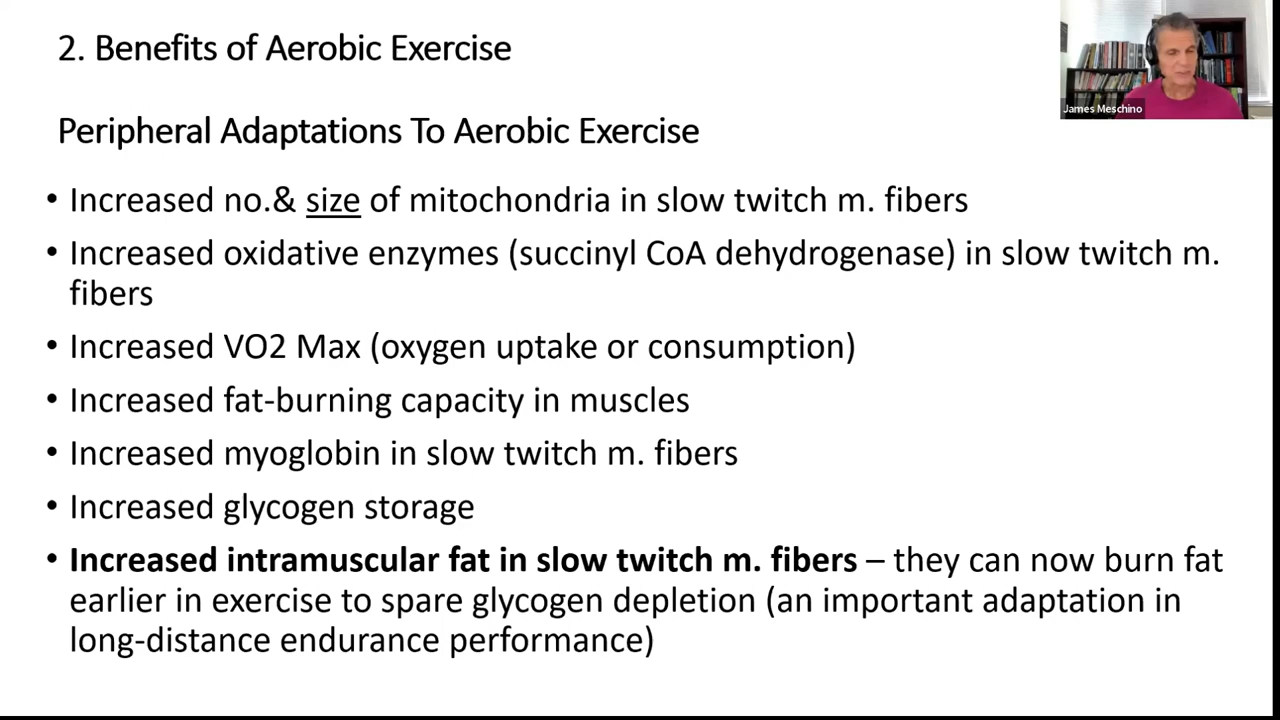 2. Benefits of Aerobic Exercise
James Meschino
Peripheral Adaptations To Aerobic Exercise
• Increased no.& size of mitochondria in slow twitch m. fibers
• Increased oxidative enzymes (succinyl CoA dehydrogenase) in slow twitch m.
fibers
• Increased VO2 Max (oxygen uptake or consumption)
• Increased fat-burning capacity in muscles
• Increased myoglobin in slow twitch m. fibers
• Increased glycogen storage
• Increased intramuscular fat in slow twitch m. fibers – they can now burn fat
earlier in exercise to spare glycogen depletion (an important adaptation in
long-distance endurance performance)